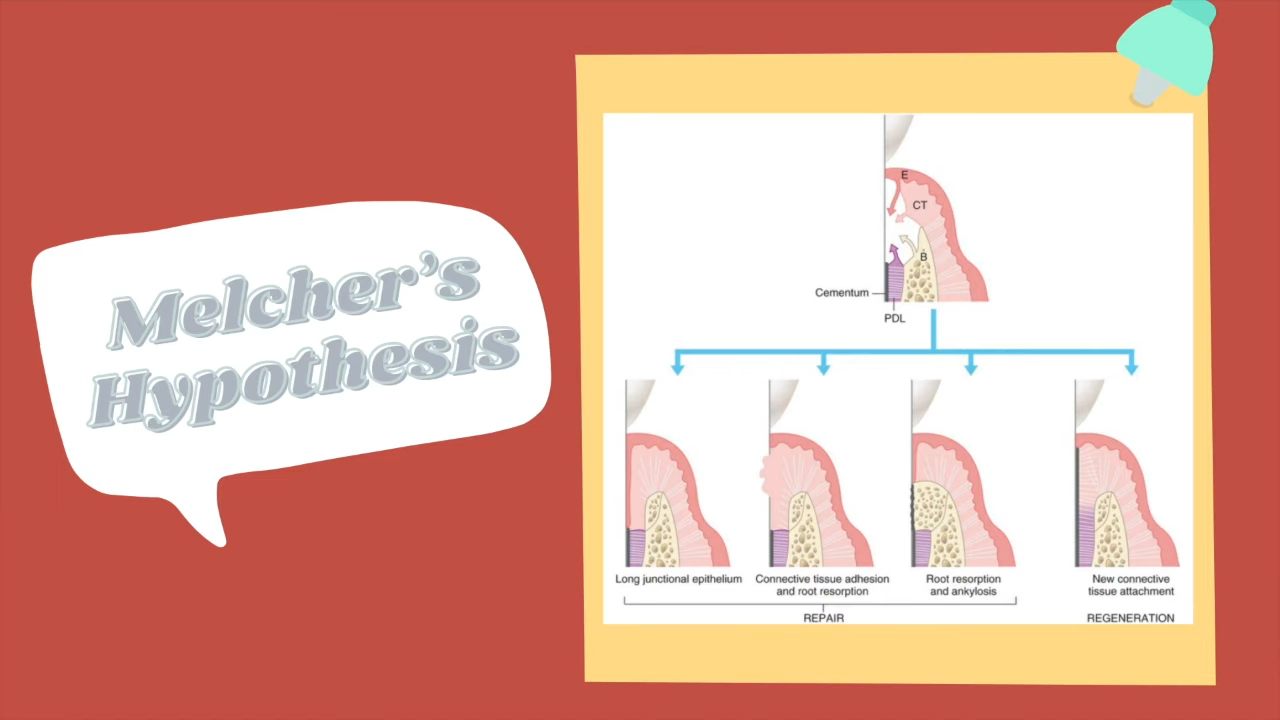 Melcher's
Hypothesis
E
CT
B
Cementum
PDL
Long junctional epithelium
Connective tissue adhesion
and root resorption
Root resorption
and ankylosis
New connective
tissue attachment
REPAIR
REGENERATION